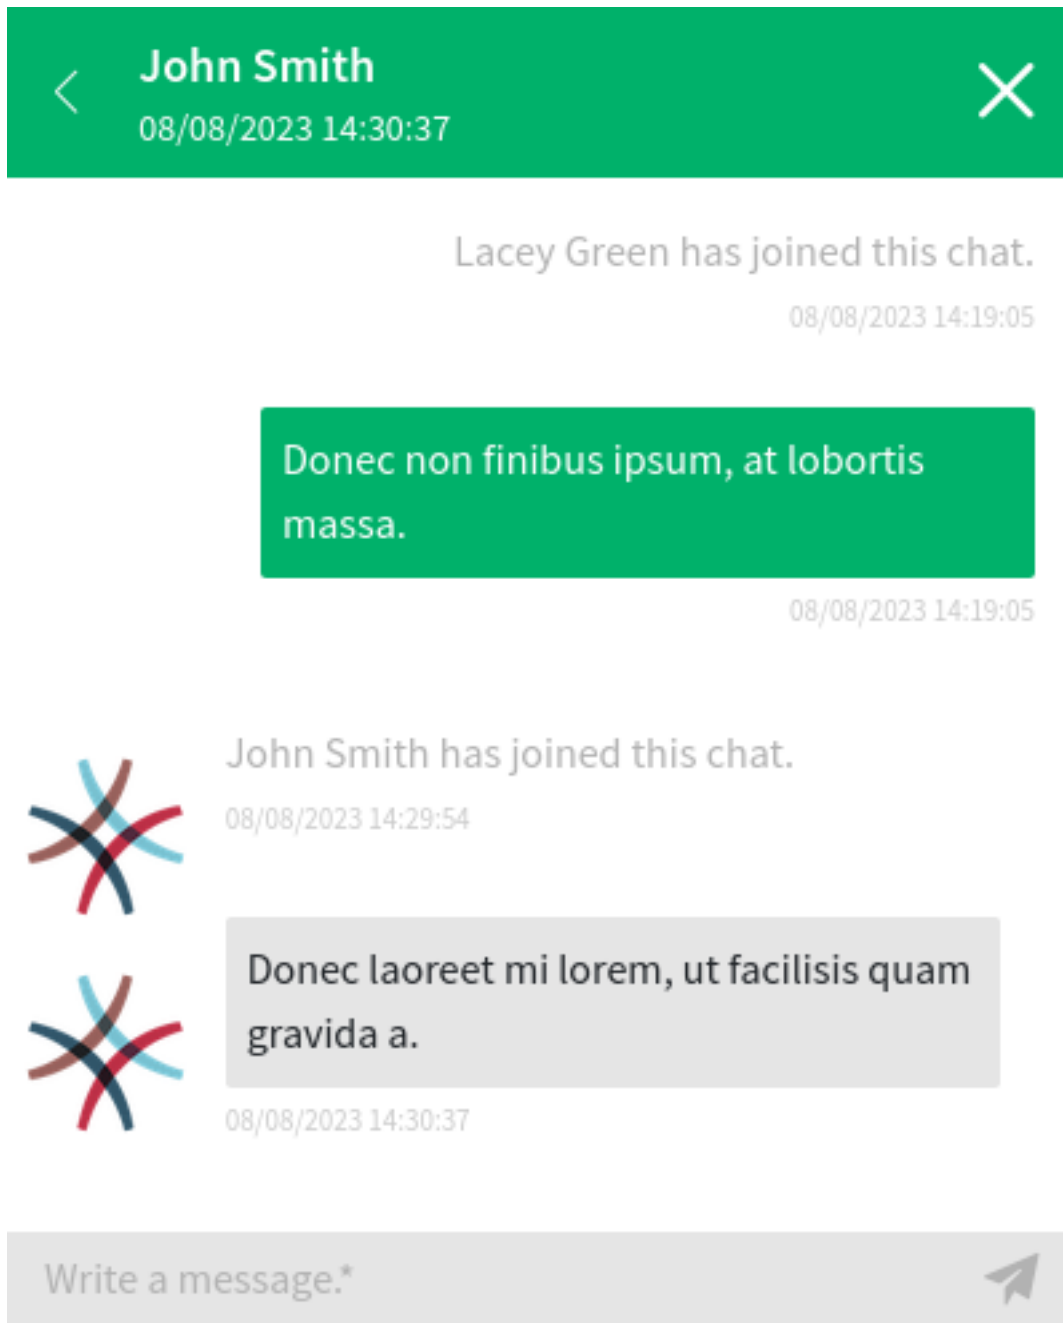 John Smith
08/08/2023 14:30:37
Lacey Green has joined this chat.
08/08/2023 14:19:05
Donec non finibus ipsum, at lobortis
massa.
08/08/2023 14:19:05
John Smith has joined this chat.
08/08/2023 14:29:54
Donec laoreet mi lorem, ut facilisis quam
gravida a.
08/08/2023 14:30:37
Write a message.*